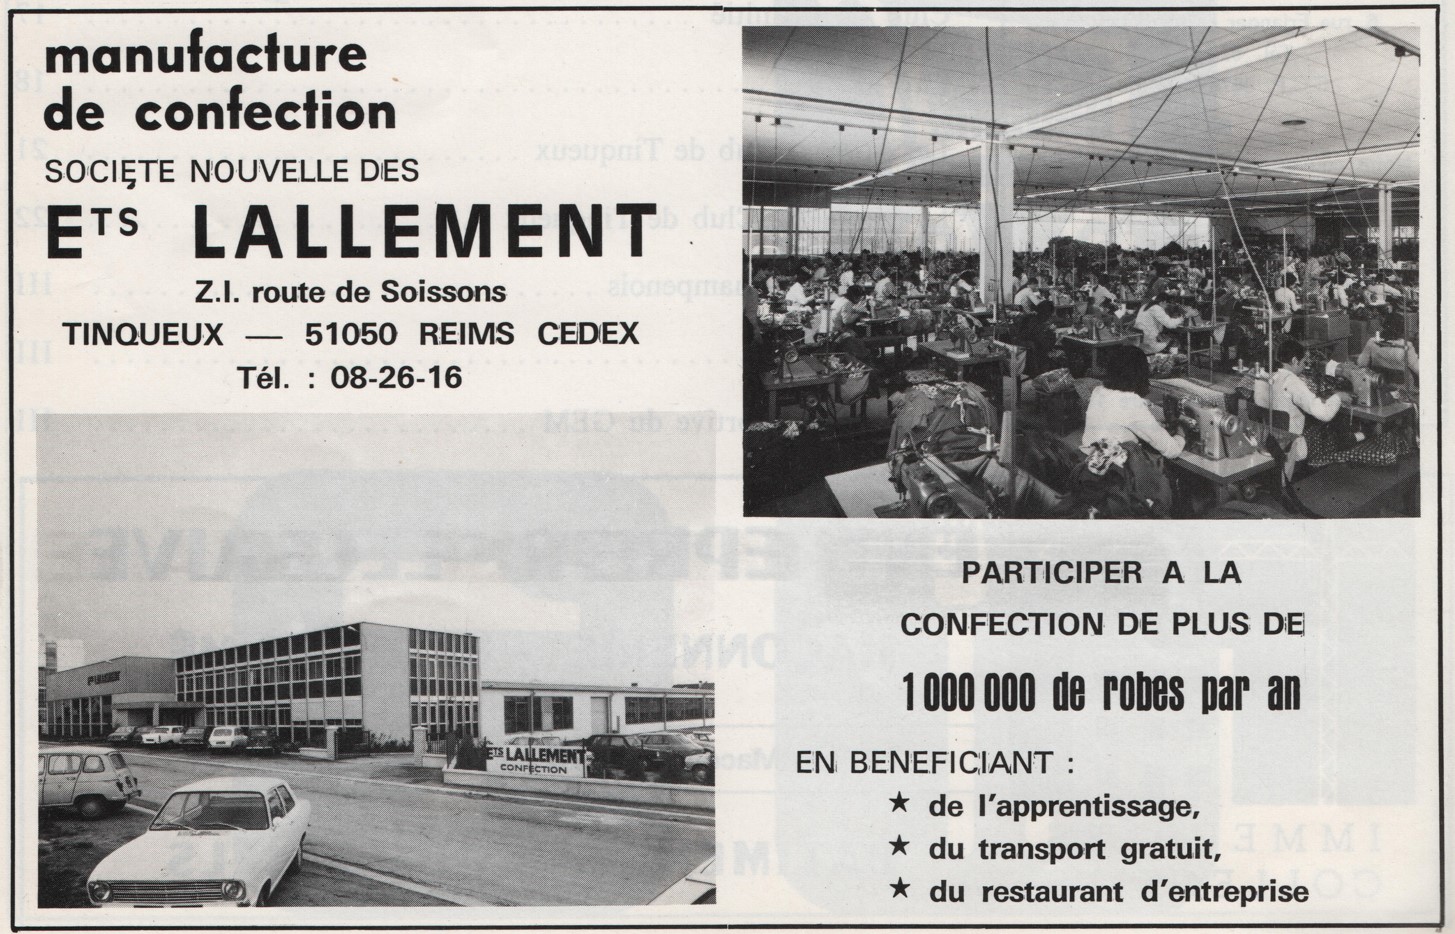 manufacture
de confection
SOCIETE NOUVELLE DES
ETS LALLEMENT
Z.I. route de Soissons
TINQUEUX — 51050 REIMS CEDEX
Tél. : 08-26-16
ETS LALLEMENT
CONFECTION
PARTICIPER A LA
CONFECTION DE PLUS DE
1 000 000 de robes par an
EN BENEFICIANT :
★ de l'apprentissage,
★ du transport gratuit,
★ du restaurant d'entreprise